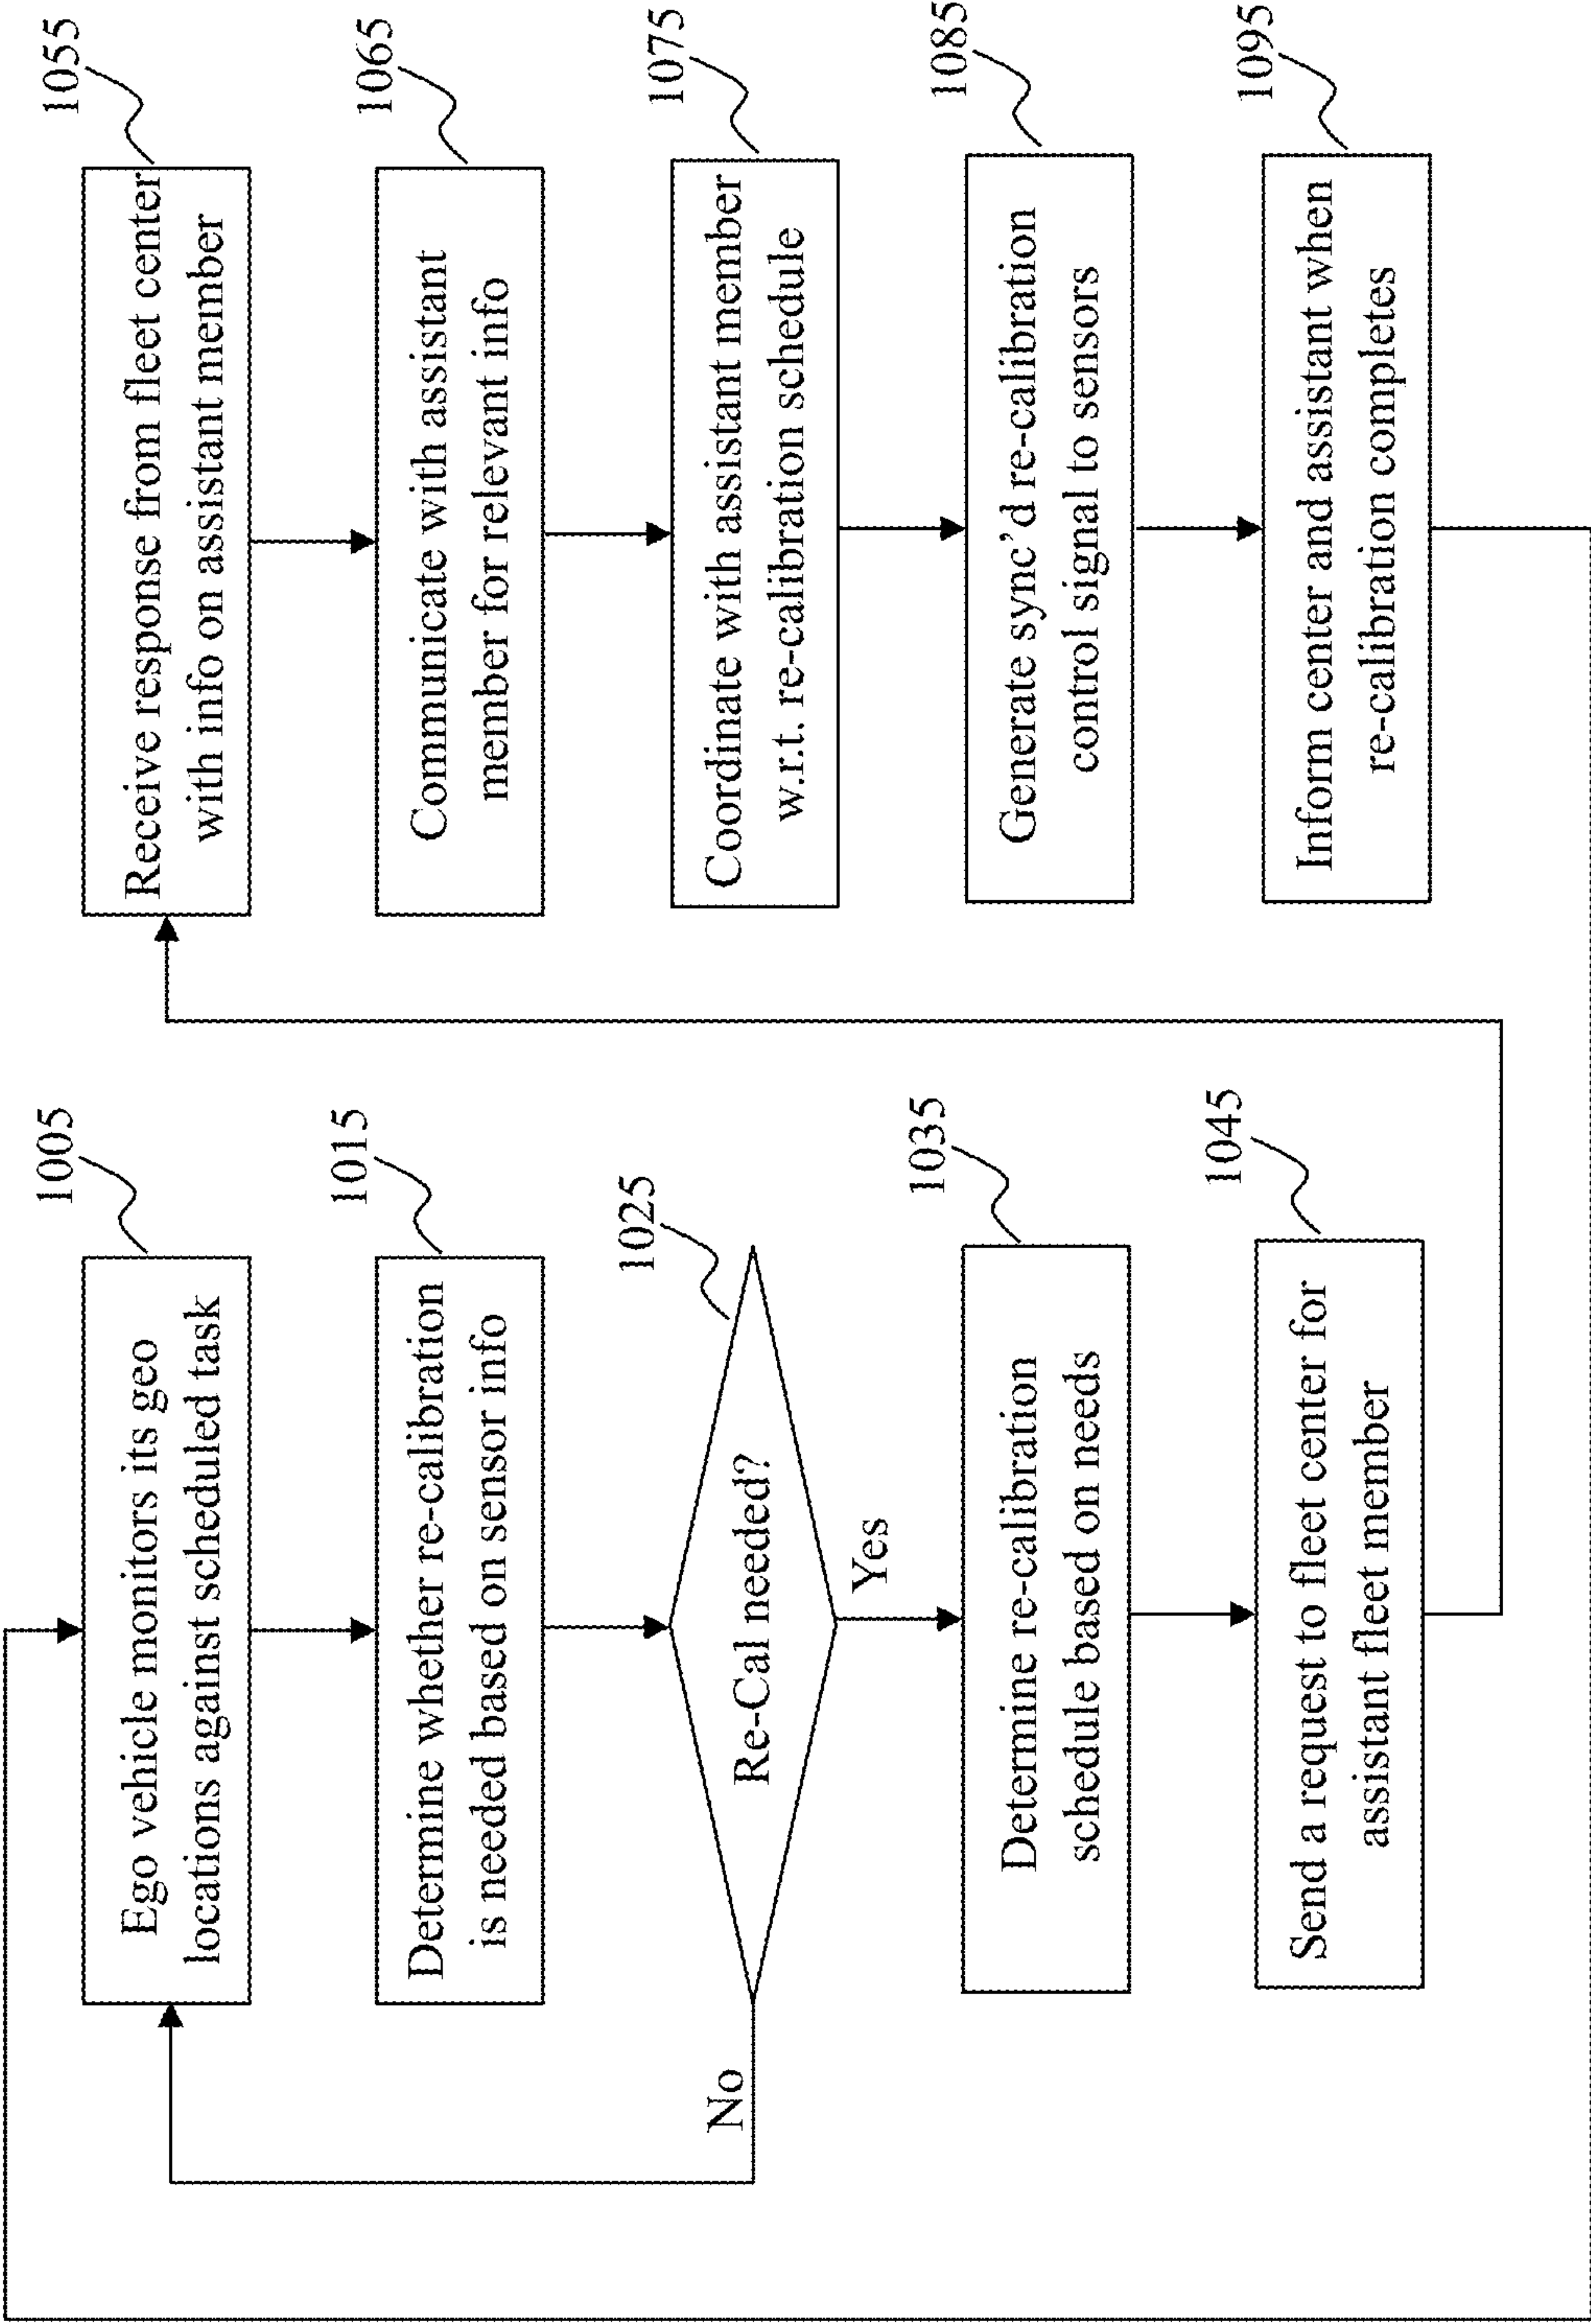 1005
Ego vehicle monitors its geo
locations against scheduled task
1015
Determine whether re-calibration
is needed based on sensor info
1025
Re-Cal needed?
No
Yes
1035
Determine re-calibration
schedule based on needs
1045
Send a request to fleet center for
assistant fleet member
1055
Receive response from fleet center
with info on assistant member
1065
Communicate with assistant
member for relevant info
1075
Coordinate with assistant member
w.r.t. re-calibration schedule
1085
Generate sync’d re-calibration
control signal to sensors
1095
Inform center and assistant when
re-calibration completes